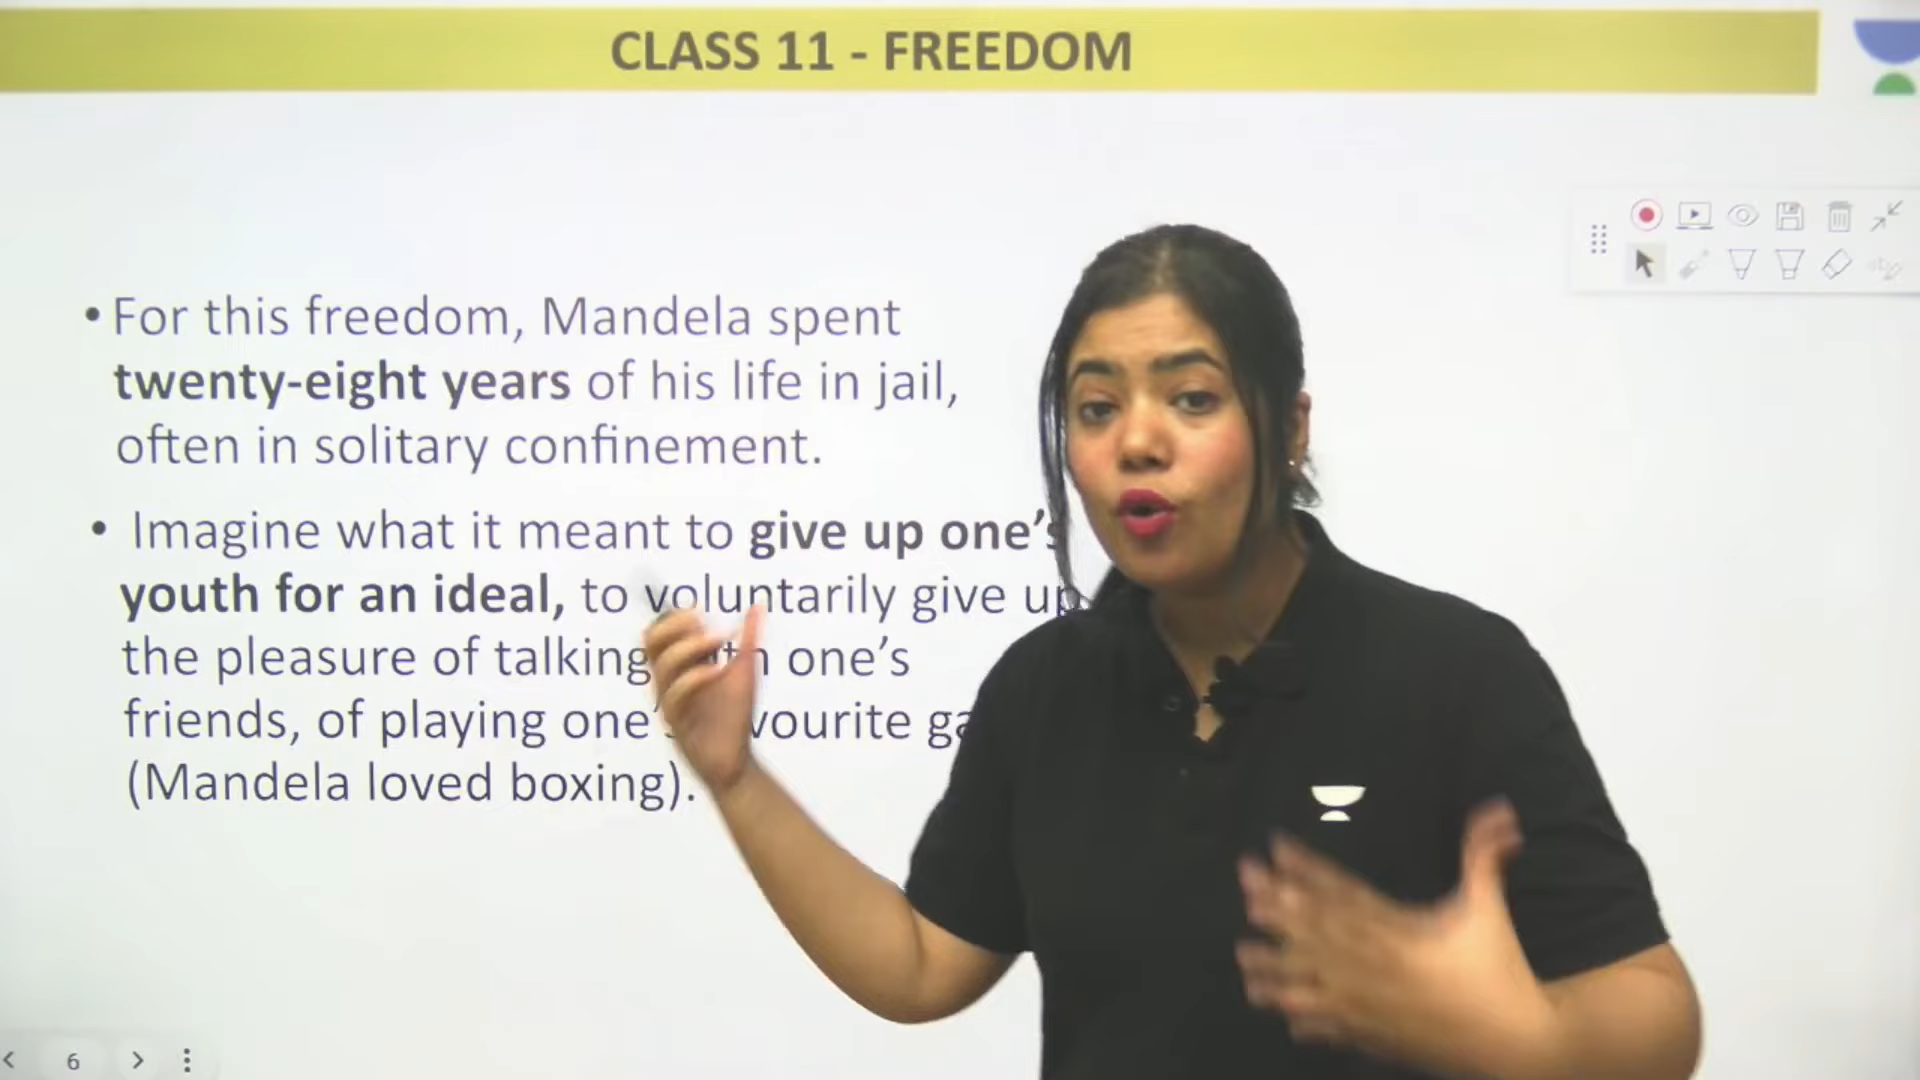 CLASS 11 - FREEDOM
• For this freedom, Mandela spent
twenty-eight years of his life in jail,
often in solitary confinement.
• Imagine what it meant to give up one's
youth for an ideal, to voluntarily give up
the pleasure of talking one's
friends, of playing one's
(Mandela loved boxing).
6